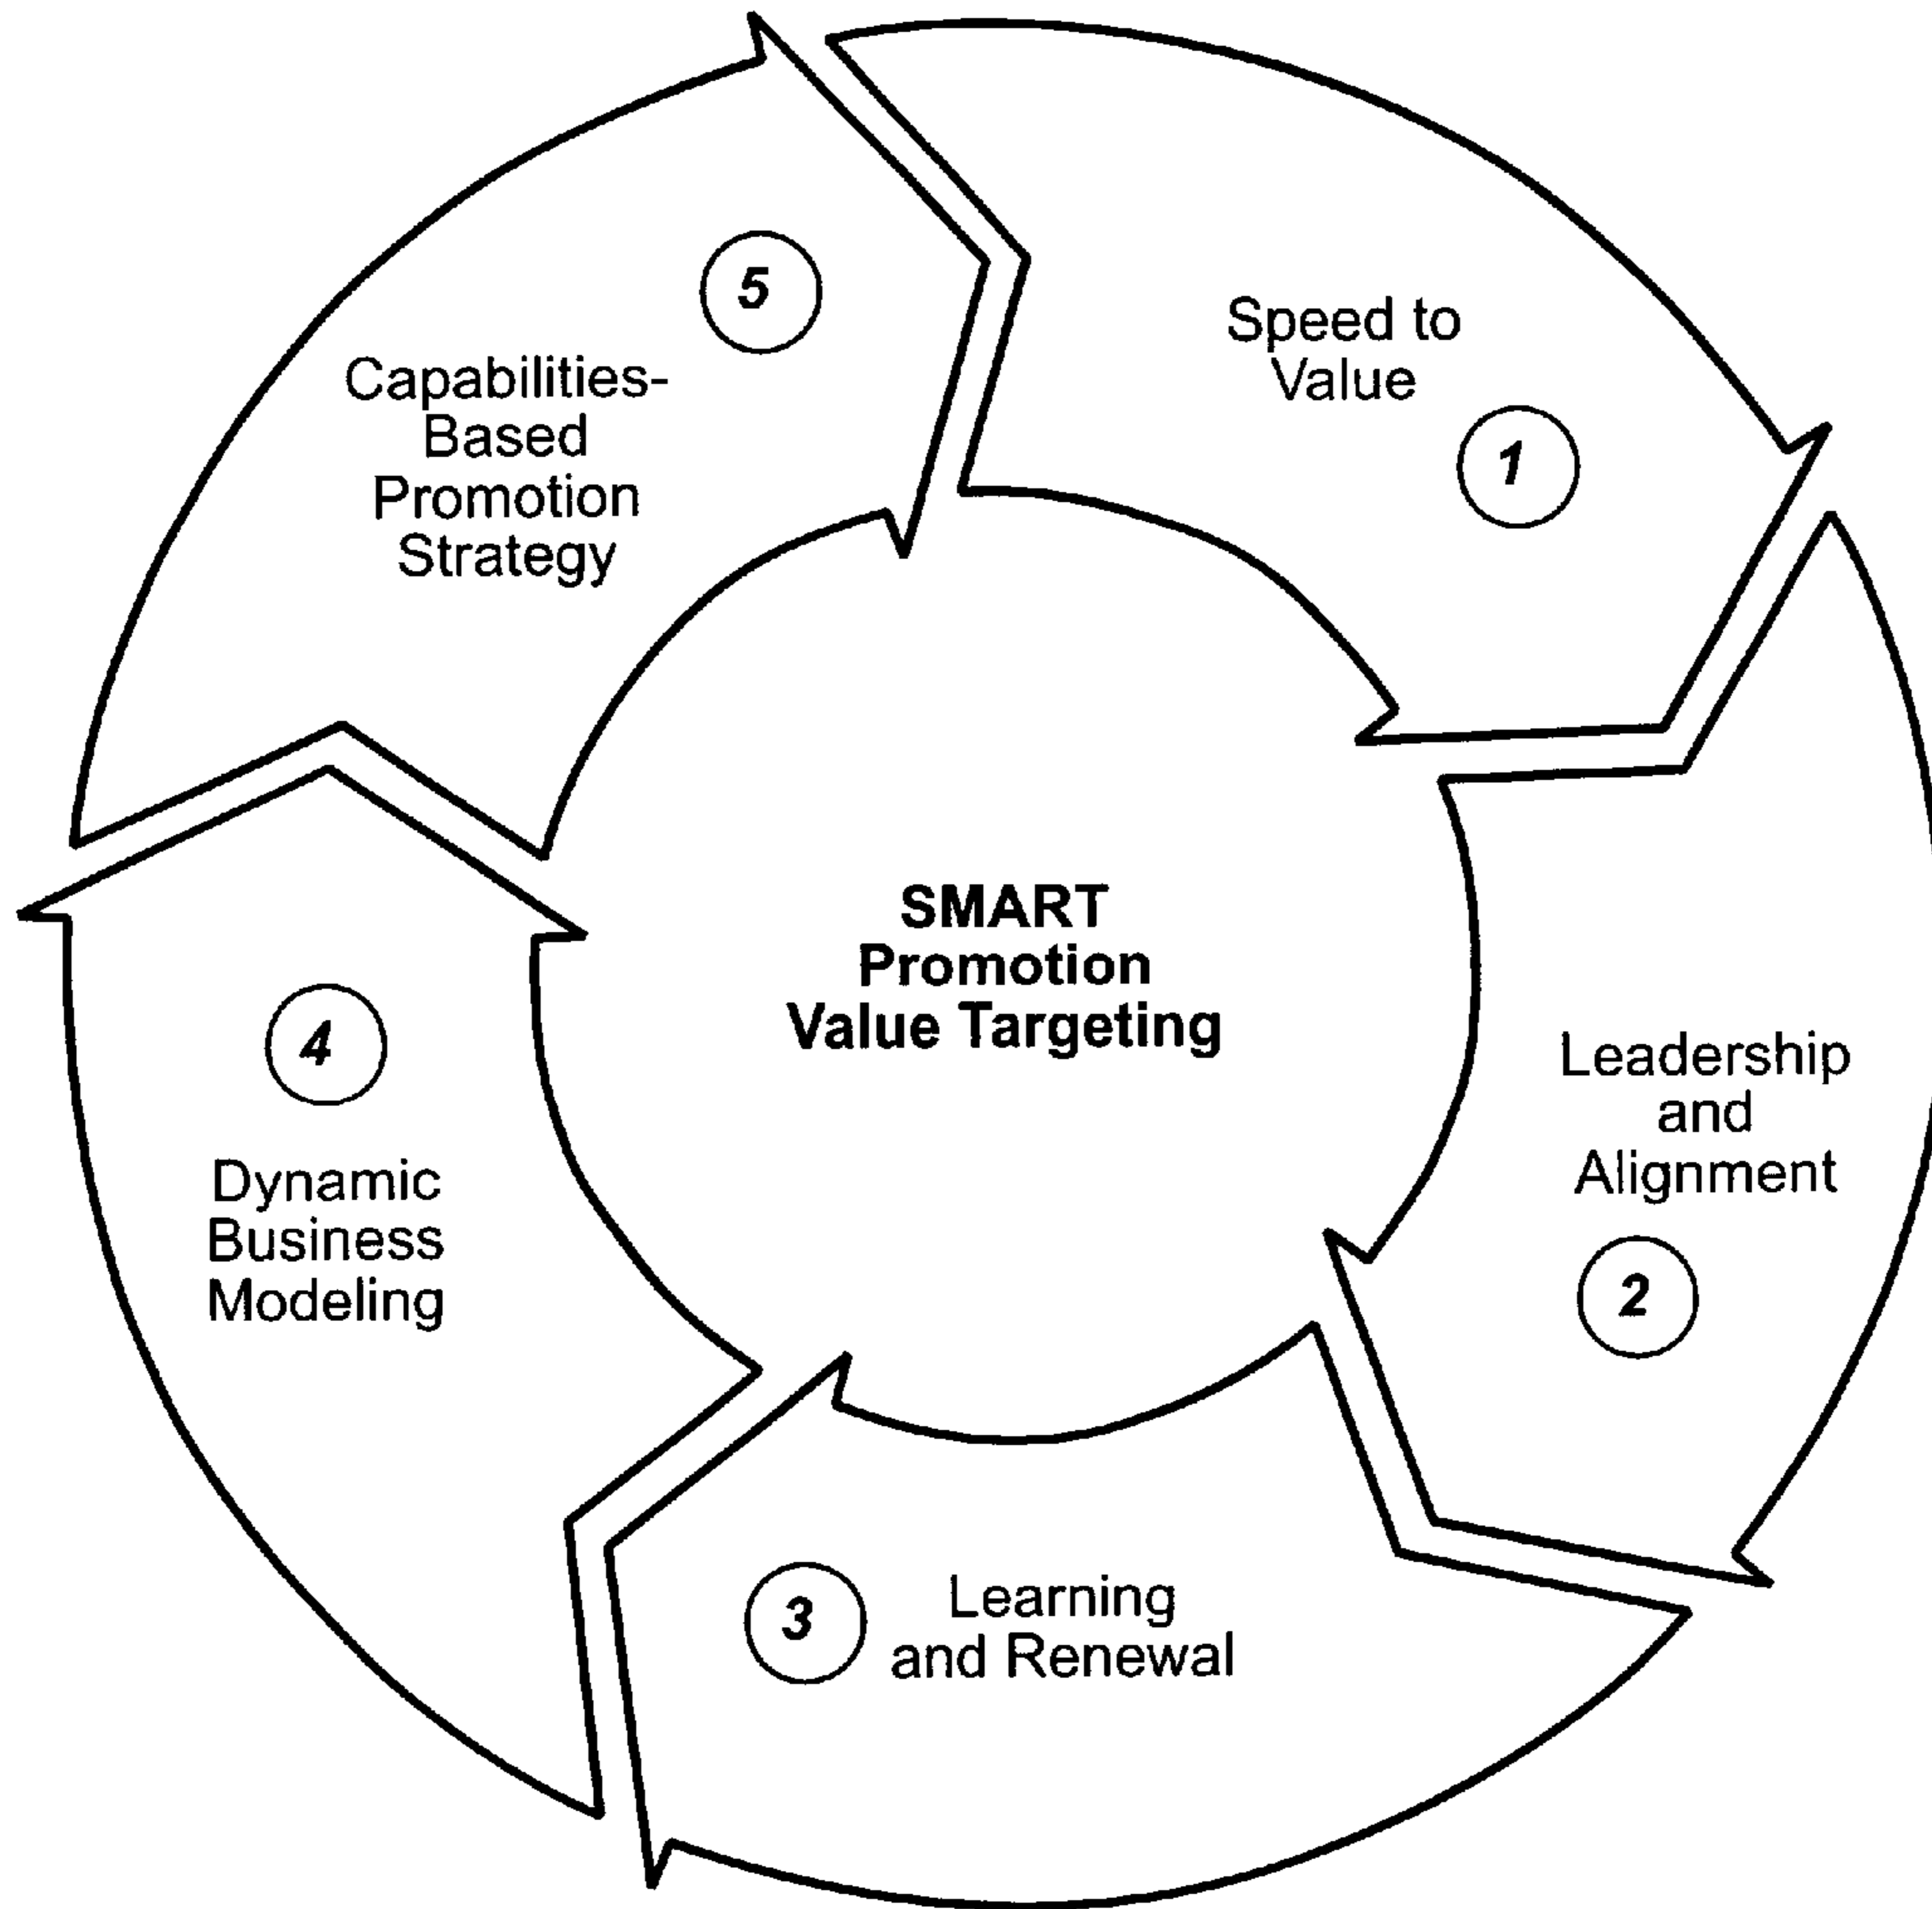 5
Capabilities-
Based
Promotion
Strategy
Speed to
Value
1
SMART
Promotion
Value Targeting
Leadership
and
Alignment
2
3
Learning
and Renewal
4
Dynamic
Business
Modeling